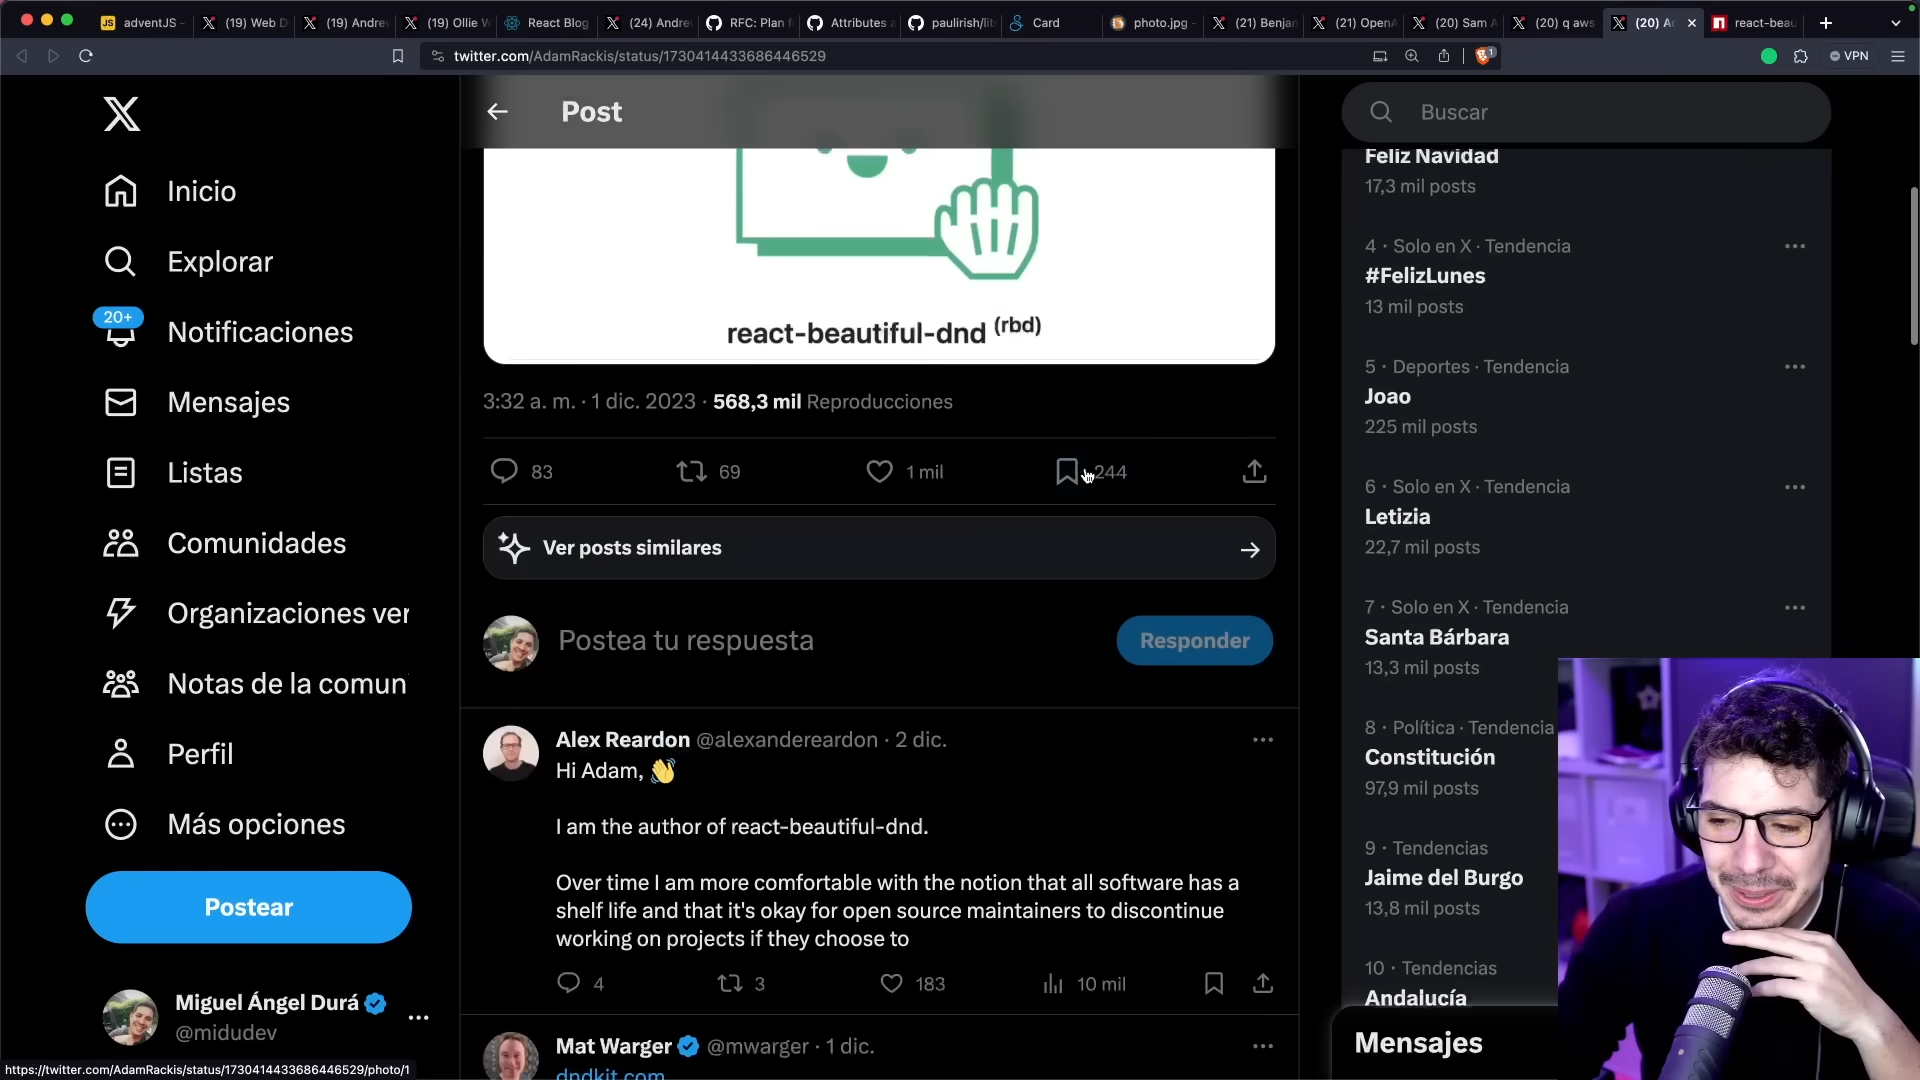 adventJS
(19) Web D
(19) Andrew
(19) Ollie W
React Blog
(24) Andre
RFC: Plan f
Attributes a
paulirish/lit
Card
photo.jpg -
(21) Benjan
(21) OpenA
(20) Sam A
(20) q aws
(20) Ad
react-beau
twitter.com/AdamRackis/status/1730414433686446529
1
VPN
Inicio
Explorar
20+
Notificaciones
Mensajes
Listas
Comunidades
Organizaciones ver
Notas de la comun
Perfil
Más opciones
Postear
Miguel Ángel Durá
@midudev
https://twitter.com/AdamRackis/status/1730414433686446529/photo/1
Post
react-beautiful-dnd (rbd)
3:32 a. m. · 1 dic. 2023 · 568,3 mil Reproducciones
83
69
1 mil
244
Ver posts similares
Postea tu respuesta
Responder
Alex Reardon @alexandereardon · 2 dic.
Hi Adam, 👋
I am the author of react-beautiful-dnd.
Over time I am more comfortable with the notion that all software has a
shelf life and that it's okay for open source maintainers to discontinue
working on projects if they choose to
4
3
183
10 mil
Mat Warger @mwarger · 1 dic.
dndkit.com
Buscar
Feliz Navidad
17,3 mil posts
4 · Solo en X · Tendencia
#FelizLunes
13 mil posts
5 · Deportes · Tendencia
Joao
225 mil posts
6 · Solo en X · Tendencia
Letizia
22,7 mil posts
7 · Solo en X · Tendencia
Santa Bárbara
13,3 mil posts
8 · Política · Tendencia
Constitución
97,9 mil posts
9 · Tendencias
Jaime del Burgo
13,8 mil posts
10 · Tendencias
Andalucía
Mensajes